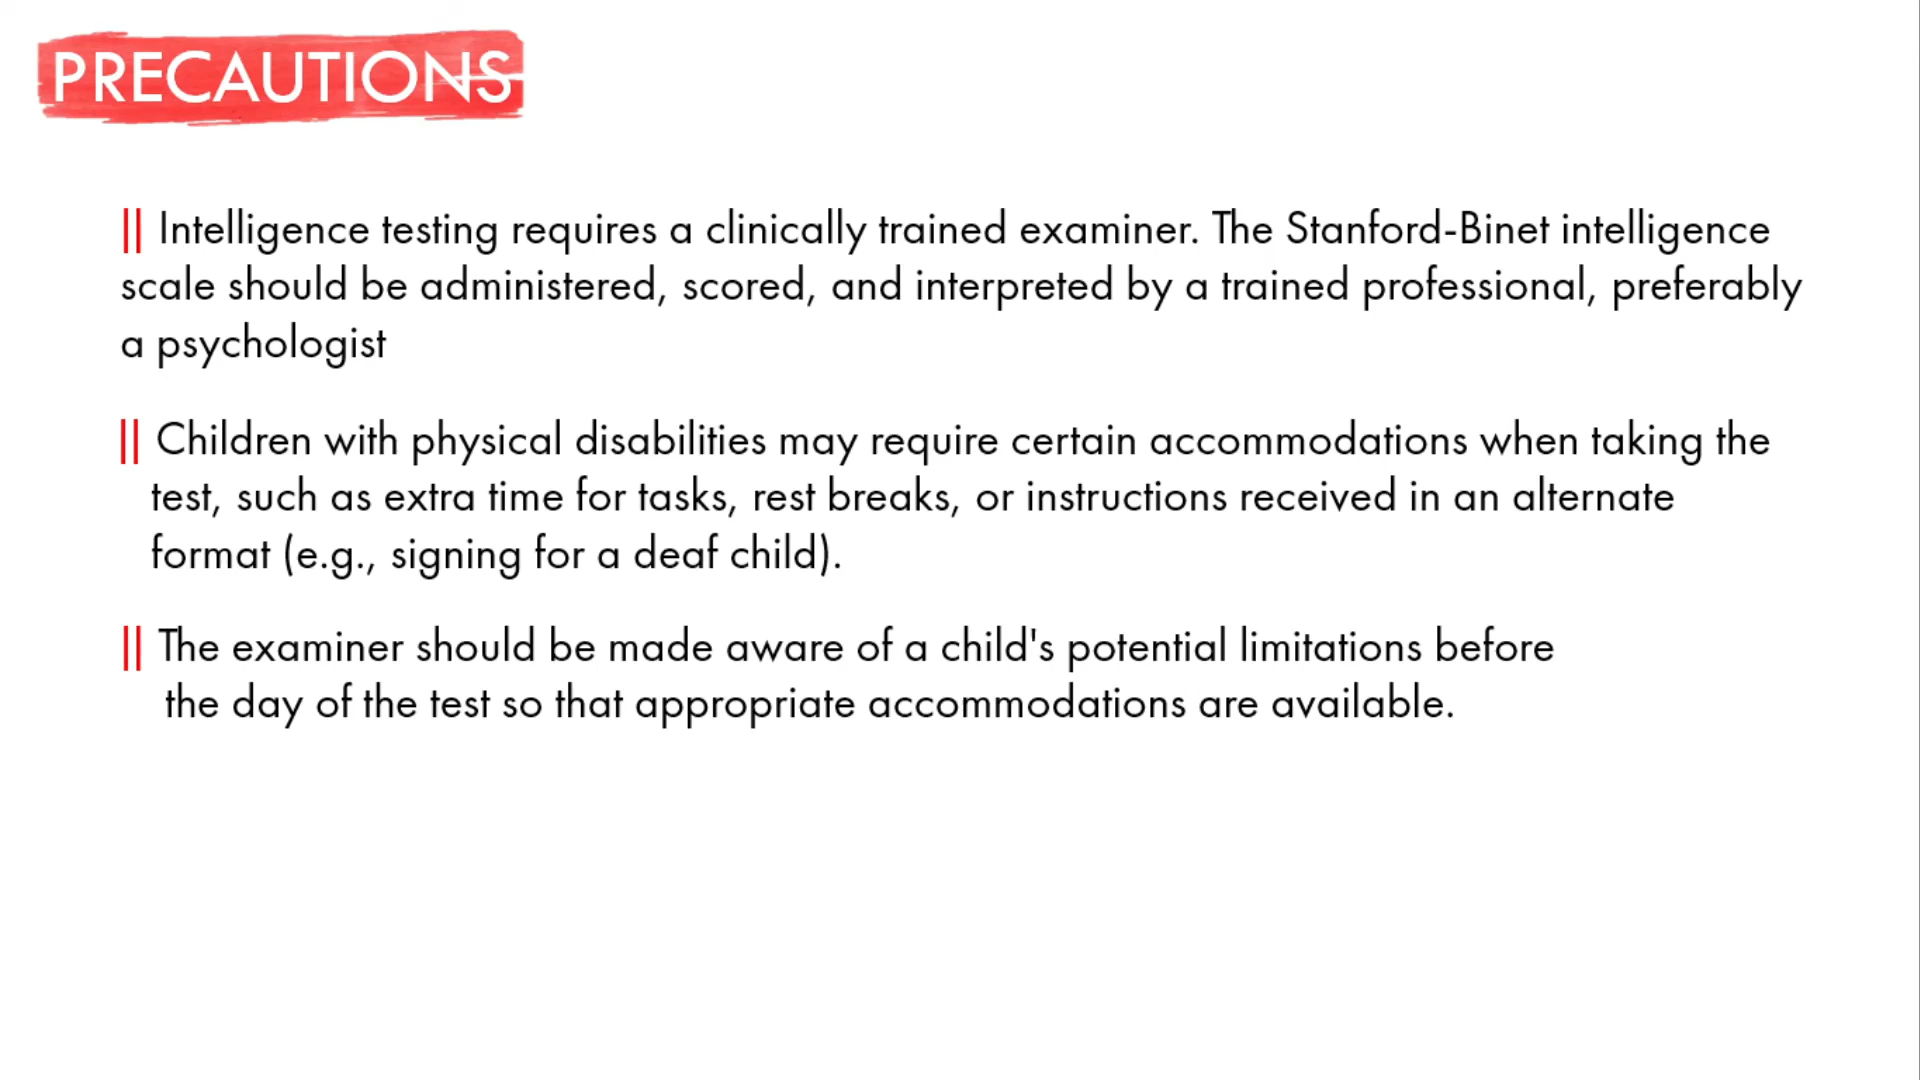 PRECAUTIONS
|| Intelligence testing requires a clinically trained examiner. The Stanford-Binet intelligence
scale should be administered, scored, and interpreted by a trained professional, preferably
a psychologist
|| Children with physical disabilities may require certain accommodations when taking the
test, such as extra time for tasks, rest breaks, or instructions received in an alternate
format (e.g., signing for a deaf child).
|| The examiner should be made aware of a child's potential limitations before
the day of the test so that appropriate accommodations are available.